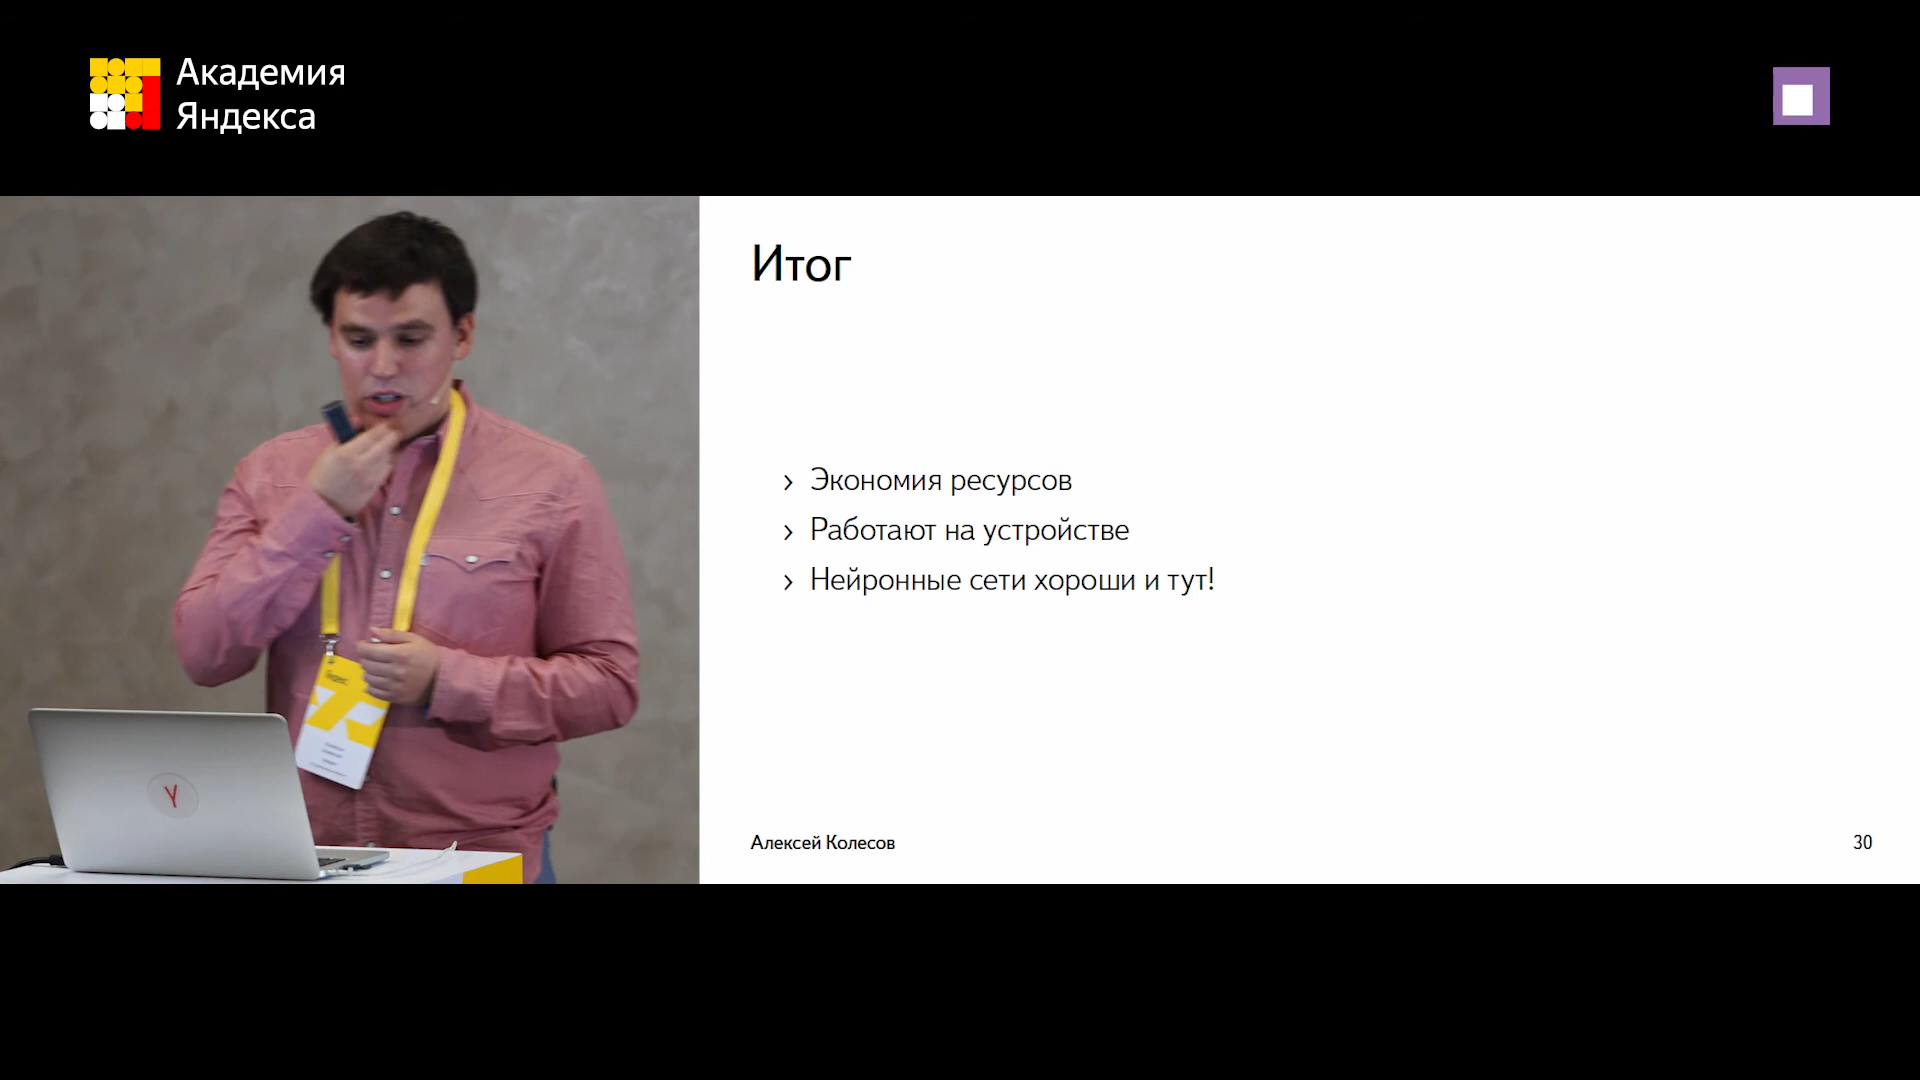 Академия
Яндекса
Итог
› Экономия ресурсов
› Работают на устройстве
› Нейронные сети хороши и тут!
Алексей Колесов
30